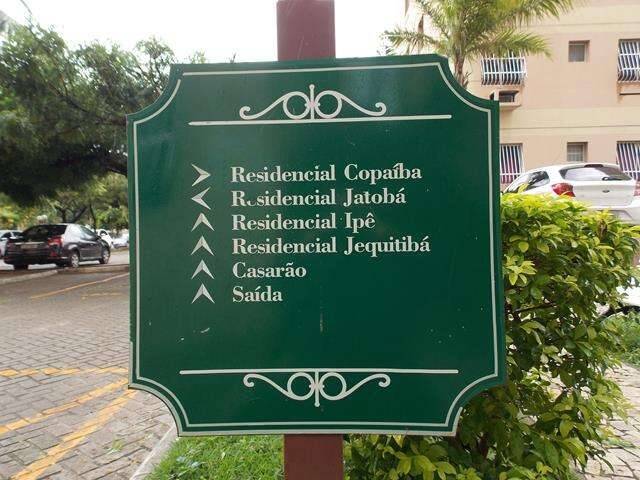 Residencial Copaíba
Residencial Jatobá
Residencial Ipê
Residencial Jequitibá
Casarão
Saída